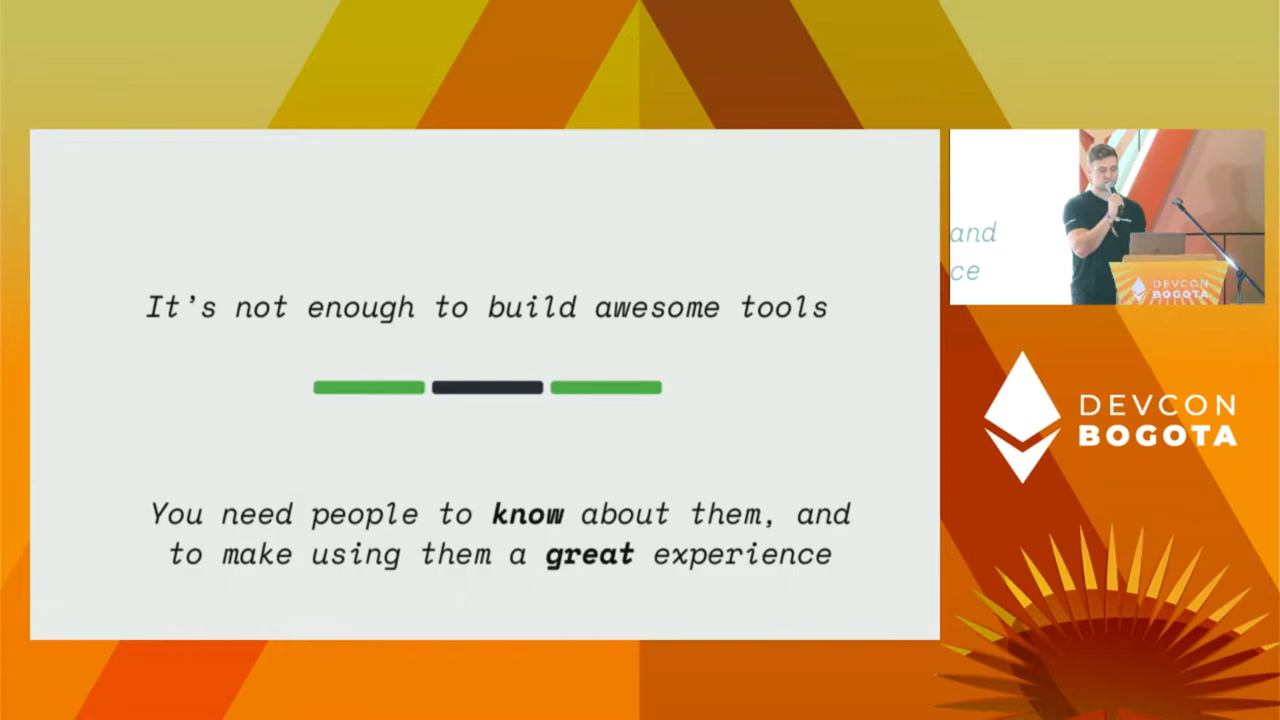 It's not enough to build awesome tools
You need people to know about them, and
to make using them a great experience
and
ce
DEVCON
BOGOTA
DEVCON
BOGOTA